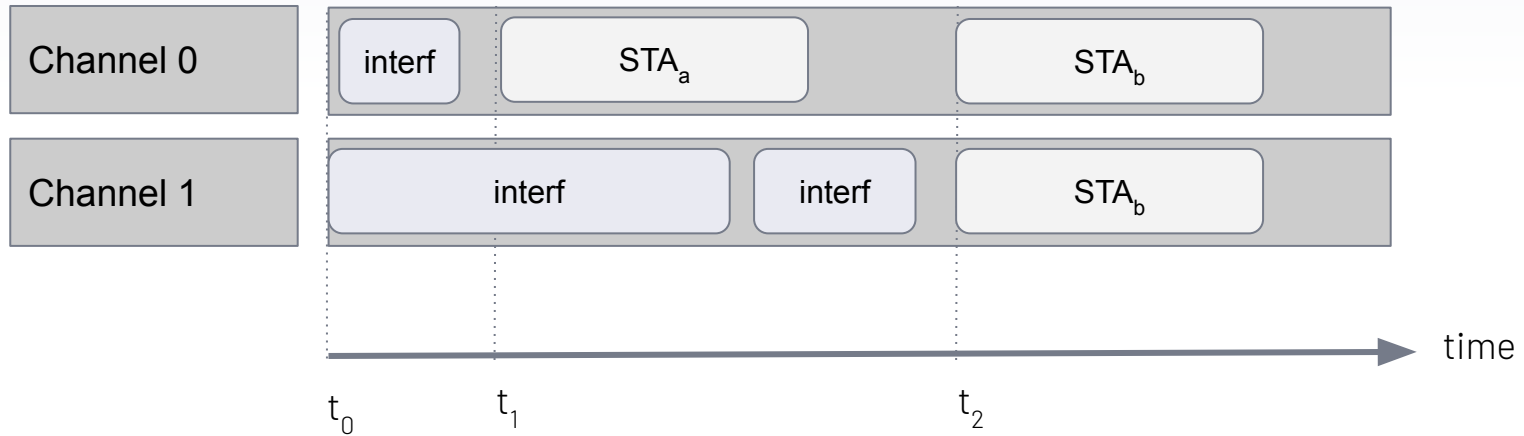 Channel 0
interf
STAₐ
STAb
Channel 1
interf
interf
STAb
time
t₀
t₁
t₂